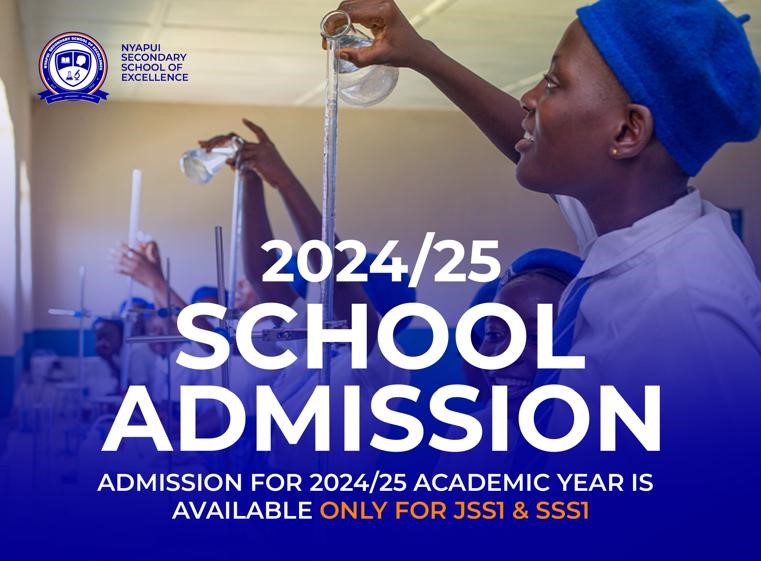 NYAPUI
SECONDARY
SCHOOL OF
EXCELLENCE
2024/25
SCHOOL
ADMISSION
ADMISSION FOR 2024/25 ACADEMIC YEAR IS
AVAILABLE ONLY FOR JSS1 & SSS1